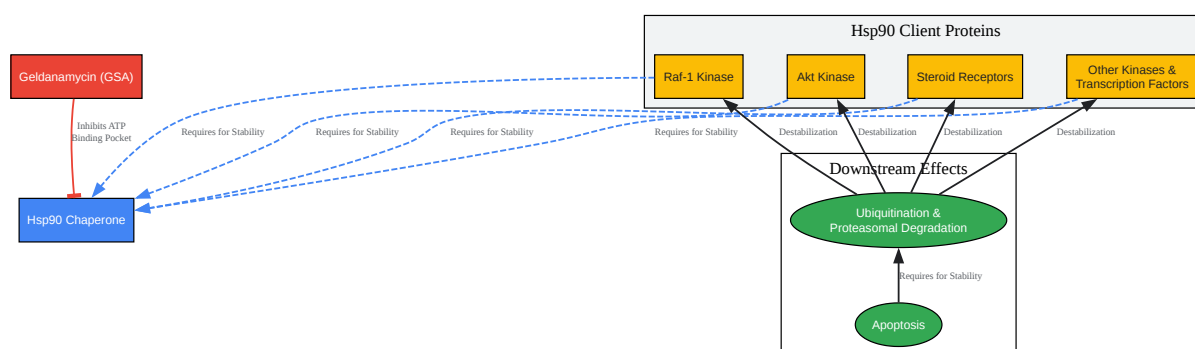 Hsp90 Client Proteins
Geldanamycin (GSA)
Raf-1 Kinase
Akt Kinase
Steroid Receptors
Other Kinases &
Transcription Factors
Inhibits ATP
Binding Pocket
Requires for Stability
Requires for Stability
Requires for Stability
Requires for Stability
Destabilization
Destabilization
Destabilization
Destabilization
Downstream Effects
Hsp90 Chaperone
Ubiquitination &
Proteasomal Degradation
Requires for Stability
Apoptosis